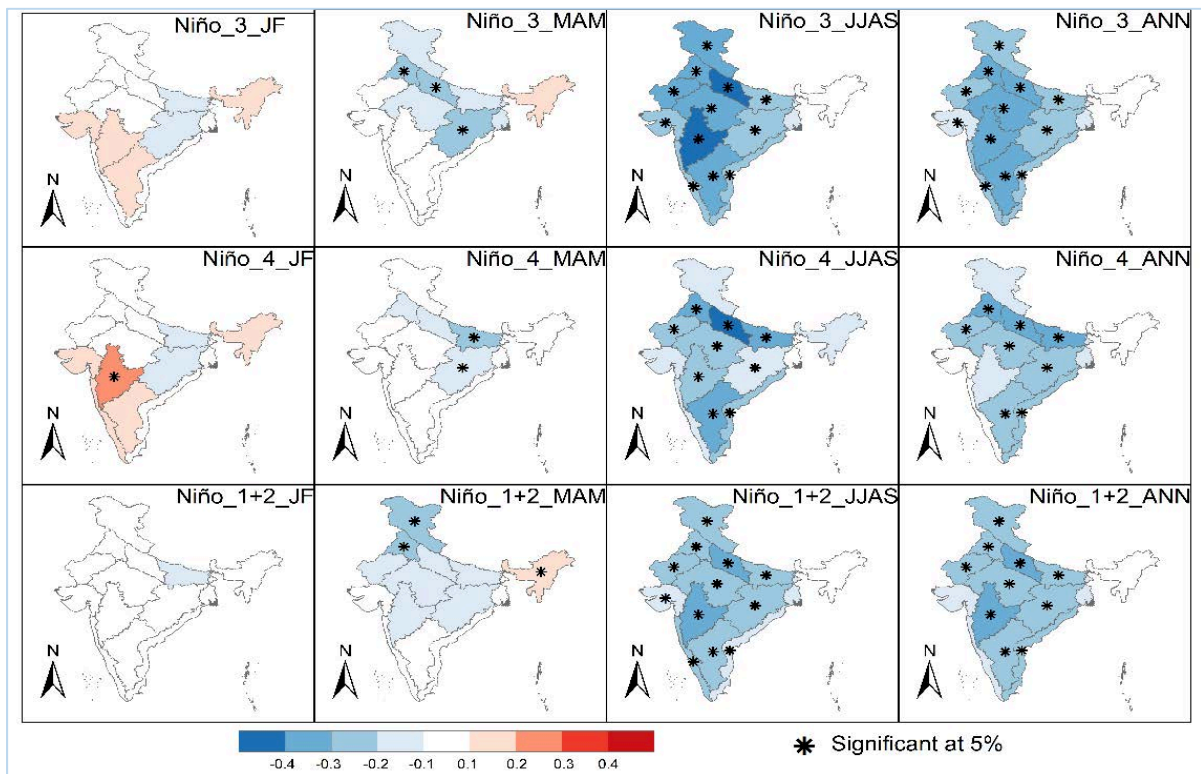 Niño_3_JF
Niño_3_MAM
Niño_3_JJAS
Niño_3_ANN
N
N
N
N
Niño_4_JF
Niño_4_MAM
Niño_4_JJAS
Niño_4_ANN
N
N
N
N
Niño_1+2_JF
Niño_1+2_MAM
Niño_1+2_JJAS
Niño_1+2_ANN
N
N
N
N
-0.4 -0.3 -0.2 -0.1 0.1 0.2 0.3 0.4
Significant at 5%